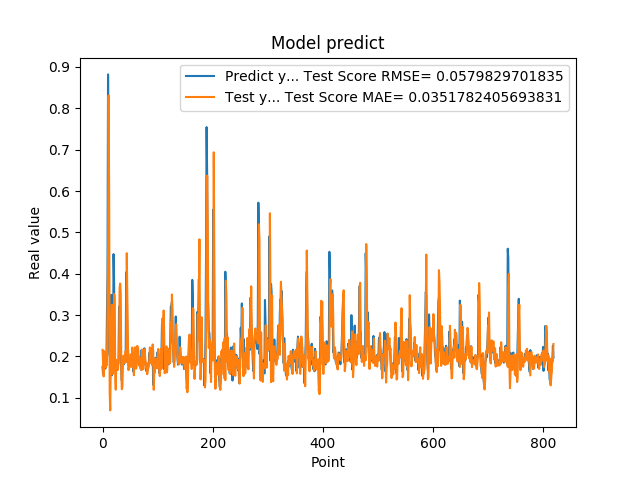 Model predict
Predict y... Test Score RMSE= 0.0579829701835
Test y... Test Score MAE= 0.0351782405693831
0.9
0.8
0.7
0.6
0.5
0.4
0.3
0.2
0.1
Real value
0 200 400 600 800
Point